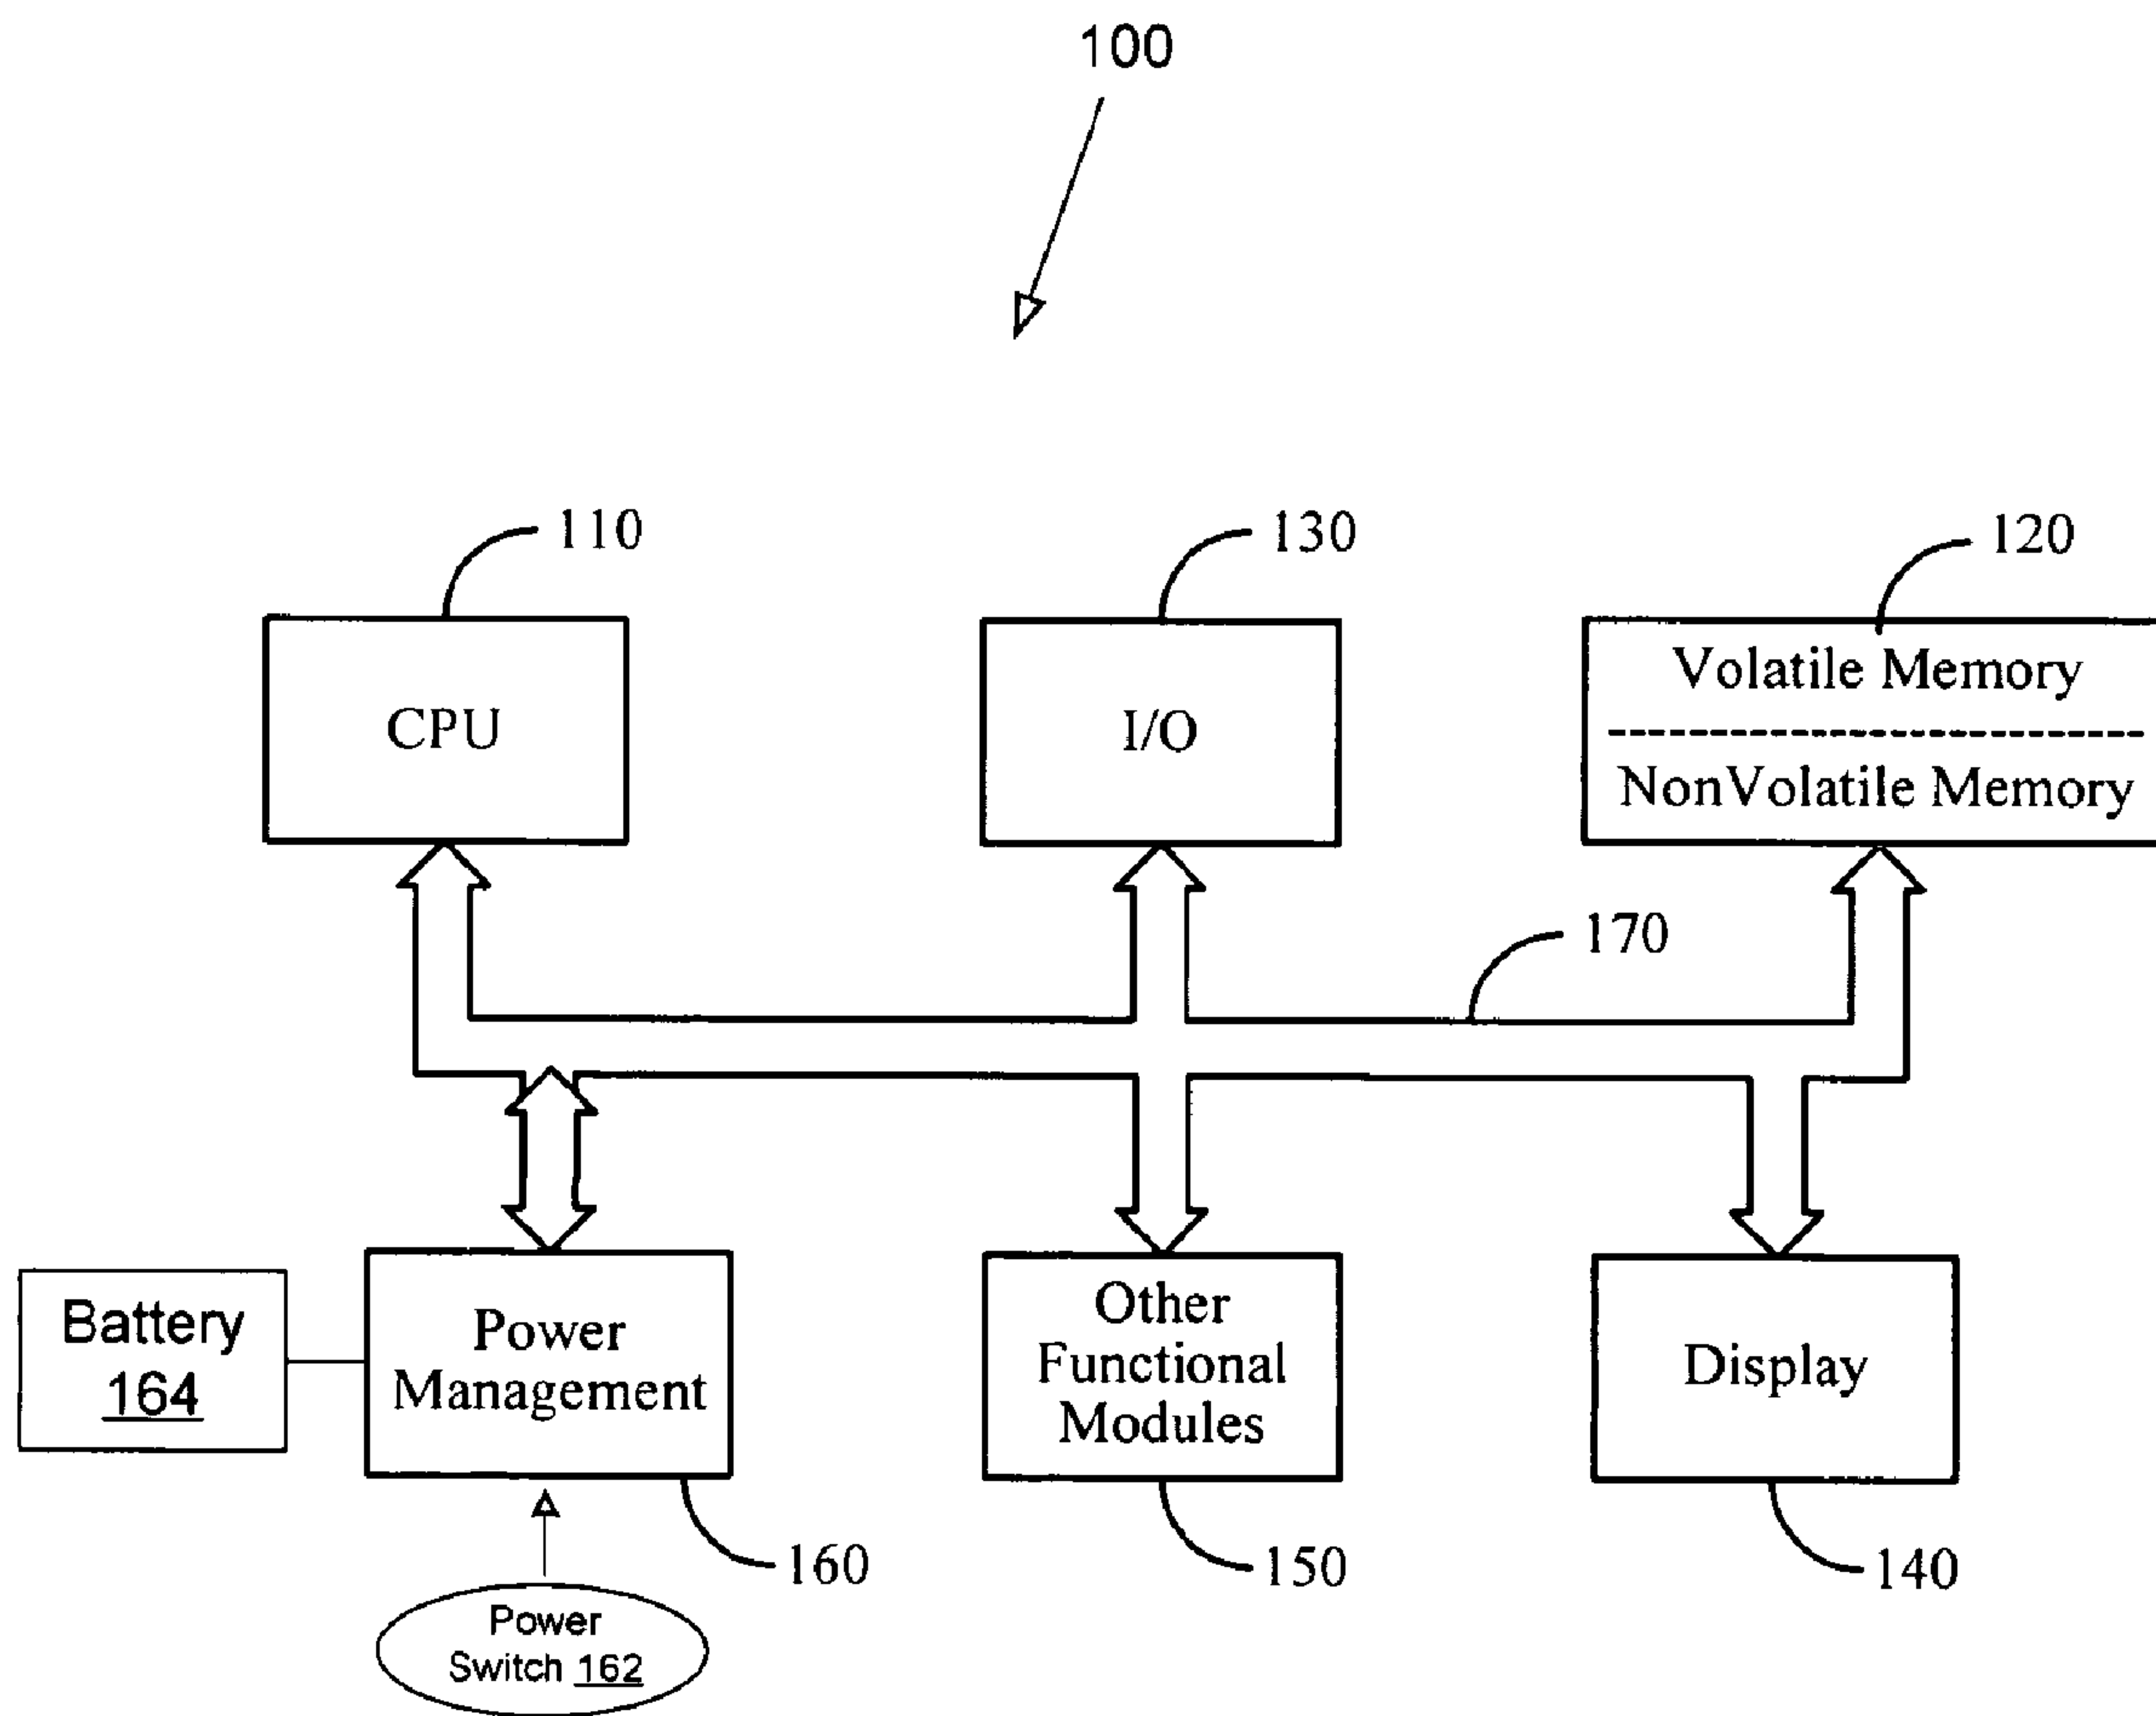 100
110
130
120
CPU
I/O
Volatile Memory
NonVolatile Memory
170
Battery
164
Power
Management
Other
Functional
Modules
Display
160
150
140
Power
Switch 162